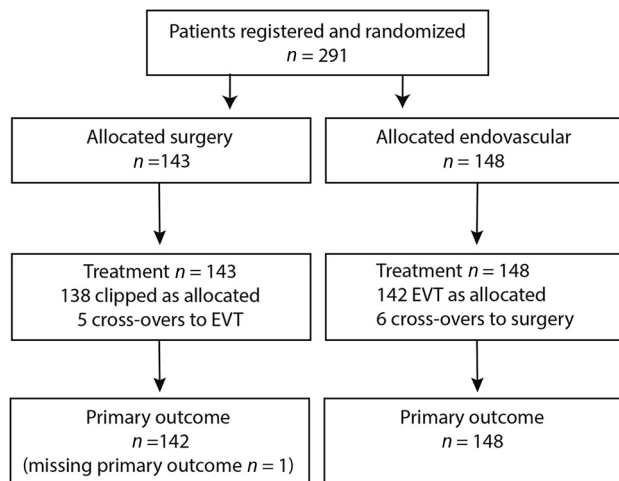 Patients registered and randomized
n = 291
Allocated surgery
n =143
Allocated endovascular
n = 148
Treatment n = 143
138 clipped as allocated
5 cross-overs to EVT
Treatment n = 148
142 EVT as allocated
6 cross-overs to surgery
Primary outcome
n =142
(missing primary outcome n = 1)
Primary outcome
n = 148